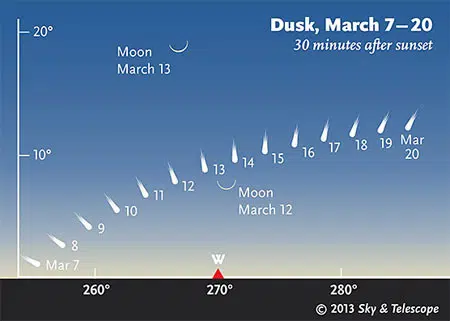 Dusk, March 7–20
30 minutes after sunset
20°
Moon
March 13
10°
Mar 7
8
9
10
11
12
13
14
15
16
17
18
19
Mar
20
Moon
March 12
W
260°
270°
280°
© 2013 Sky & Telescope